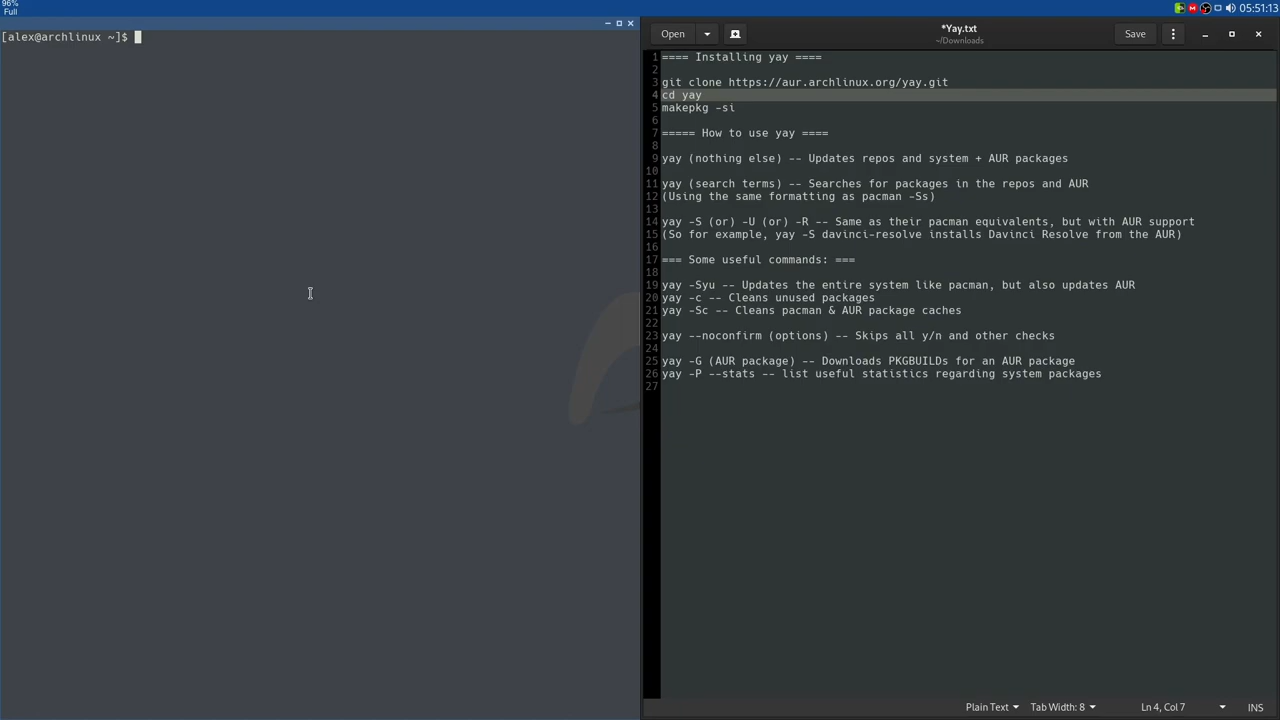 96%
Full
05:51:13
[alex@archlinux ~]$
Open
*Yay.txt
~/Downloads
Save
1 ==== Installing yay ====
2
3 git clone https://aur.archlinux.org/yay.git
4 cd yay
5 makepkg -si
6
7 ===== How to use yay ====
8
9 yay (nothing else) -- Updates repos and system + AUR packages
10
11 yay (search terms) -- Searches for packages in the repos and AUR
12 (Using the same formatting as pacman -Ss)
13
14 yay -S (or) -U (or) -R -- Same as their pacman equivalents, but with AUR support
15 (So for example, yay -S davinci-resolve installs Davinci Resolve from the AUR)
16
17 === Some useful commands: ===
18
19 yay -Syu -- Updates the entire system like pacman, but also updates AUR
20 yay -c -- Cleans unused packages
21 yay -Sc -- Cleans pacman & AUR package caches
22
23 yay --noconfirm (options) -- Skips all y/n and other checks
24
25 yay -G (AUR package) -- Downloads PKGBUILDs for an AUR package
26 yay -P --stats -- list useful statistics regarding system packages
27
Plain Text
Tab Width: 8
Ln 4, Col 7
INS